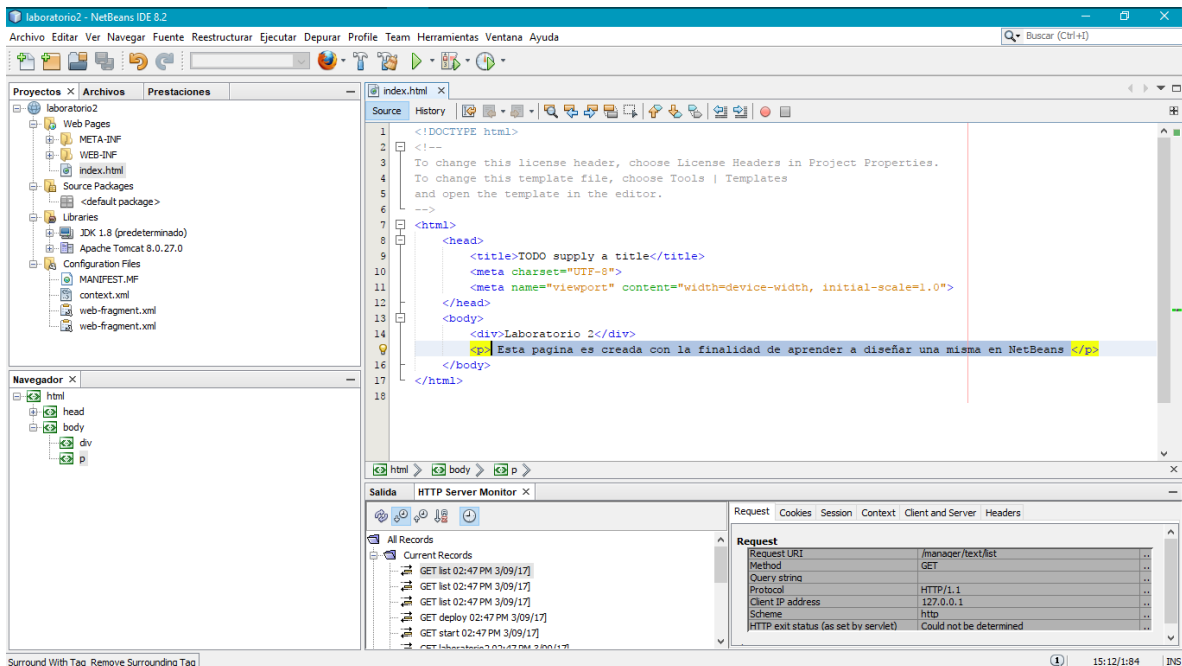 laboratorio2 - NetBeans IDE 8.2
Archivo Editar Ver Navegar Fuente Reestructurar Ejecutar Depurar Profile Team Herramientas Ventana Ayuda
Buscar (Ctrl+I)
Proyectos Archivos Prestaciones
laboratorio2
Web Pages
META-INF
WEB-INF
index.html
Source Packages
<default package>
Libraries
JDK 1.8 (predeterminado)
Apache Tomcat 8.0.27.0
Configuration Files
MANIFEST.MF
context.xml
web-fragment.xml
web-fragment.xml
Navegador
html
head
body
div
p
index.html
Source History
1 <!DOCTYPE html>
2 <!--
3 To change this license header, choose License Headers in Project Properties.
4 To change this template file, choose Tools | Templates
5 and open the template in the editor.
6 -->
7 <html>
8 <head>
9 <title>TODO supply a title</title>
10 <meta charset="UTF-8">
11 <meta name="viewport" content="width=device-width, initial-scale=1.0">
12 </head>
13 <body>
14 <div>Laboratorio 2</div>
<p> Esta pagina es creada con la finalidad de aprender a diseñar una misma en NetBeans </p>
16 </body>
17 </html>
18
html body p
Salida HTTP Server Monitor
All Records
Current Records
GET list 02:47 PM 3/09/17]
GET list 02:47 PM 3/09/17]
GET list 02:47 PM 3/09/17]
GET deploy 02:47 PM 3/09/17]
GET start 02:47 PM 3/09/17]
GET laboratorio2 02:47 PM 3/09/17]
Request Cookies Session Context Client and Server Headers
Request
Request URI /manager/text/list ..
Method GET ..
Query string ..
Protocol HTTP/1.1 ..
Client IP address 127.0.0.1 ..
Scheme http ..
HTTP exit status (as set by servlet) Could not be determined ..
Surround With Tag Remove Surrounding Tag
1 15:12/1:84 INS